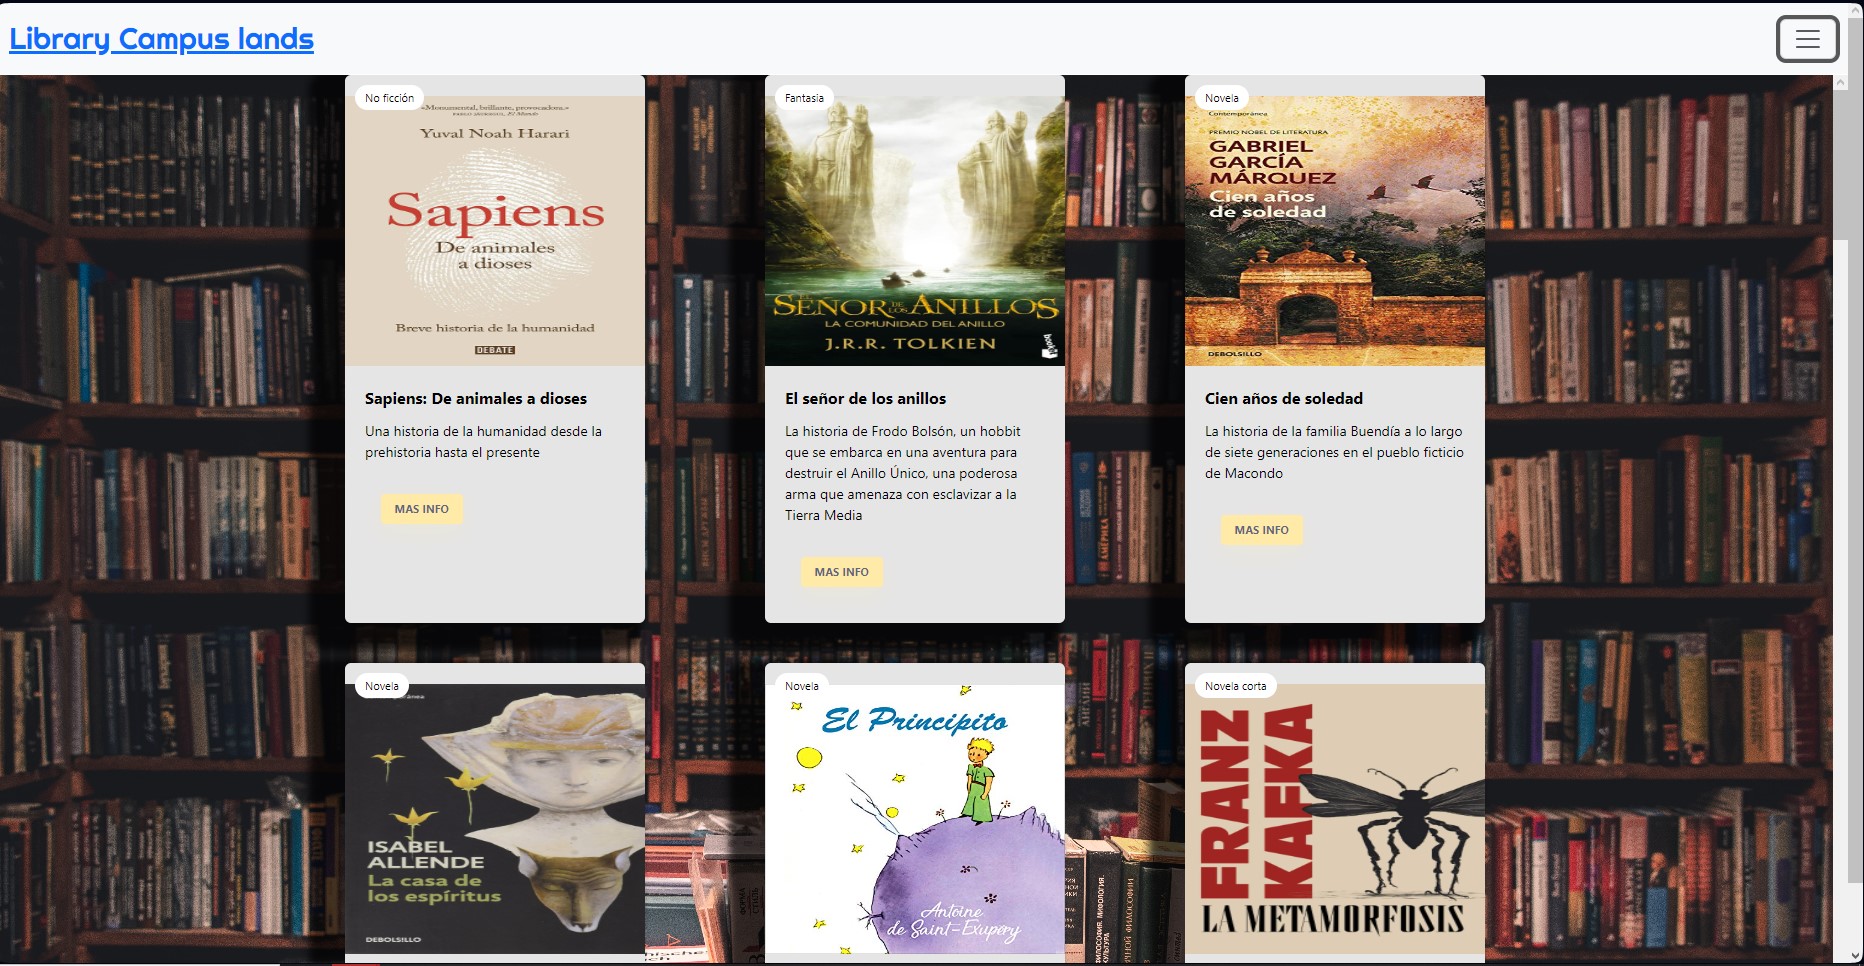 Library Campus lands
No ficción
«Monumental, brillante, provocadora.»
Yuval Noah Harari
Sapiens
De animales
a dioses
Breve historia de la humanidad
DEBATE
Sapiens: De animales a dioses
Una historia de la humanidad desde la
prehistoria hasta el presente
MAS INFO
Fantasia
EL SEÑOR DE LOS ANILLOS
LA COMUNIDAD DEL ANILLO
J.R.R. TOLKIEN
booket
El señor de los anillos
La historia de Frodo Bolsón, un hobbit
que se embarca en una aventura para
destruir el Anillo Único, una poderosa
arma que amenaza con esclavizar a la
Tierra Media
MAS INFO
Novela
Contemporánea
PREMIO NOBEL DE LITERATURA
GABRIEL
GARCÍA
MÁRQUEZ
Cien años
de soledad
DEBOLSILLO
Cien años de soledad
La historia de la familia Buendía a lo largo
de siete generaciones en el pueblo ficticio
de Macondo
MAS INFO
Novela
ISABEL
ALLENDE
La casa de
los espíritus
DEBOLSILLO
Novela
El Principito
Antoine
de Saint-Exupéry
Novela corta
FRANZ
KAFKA
LA METAMORFOSIS